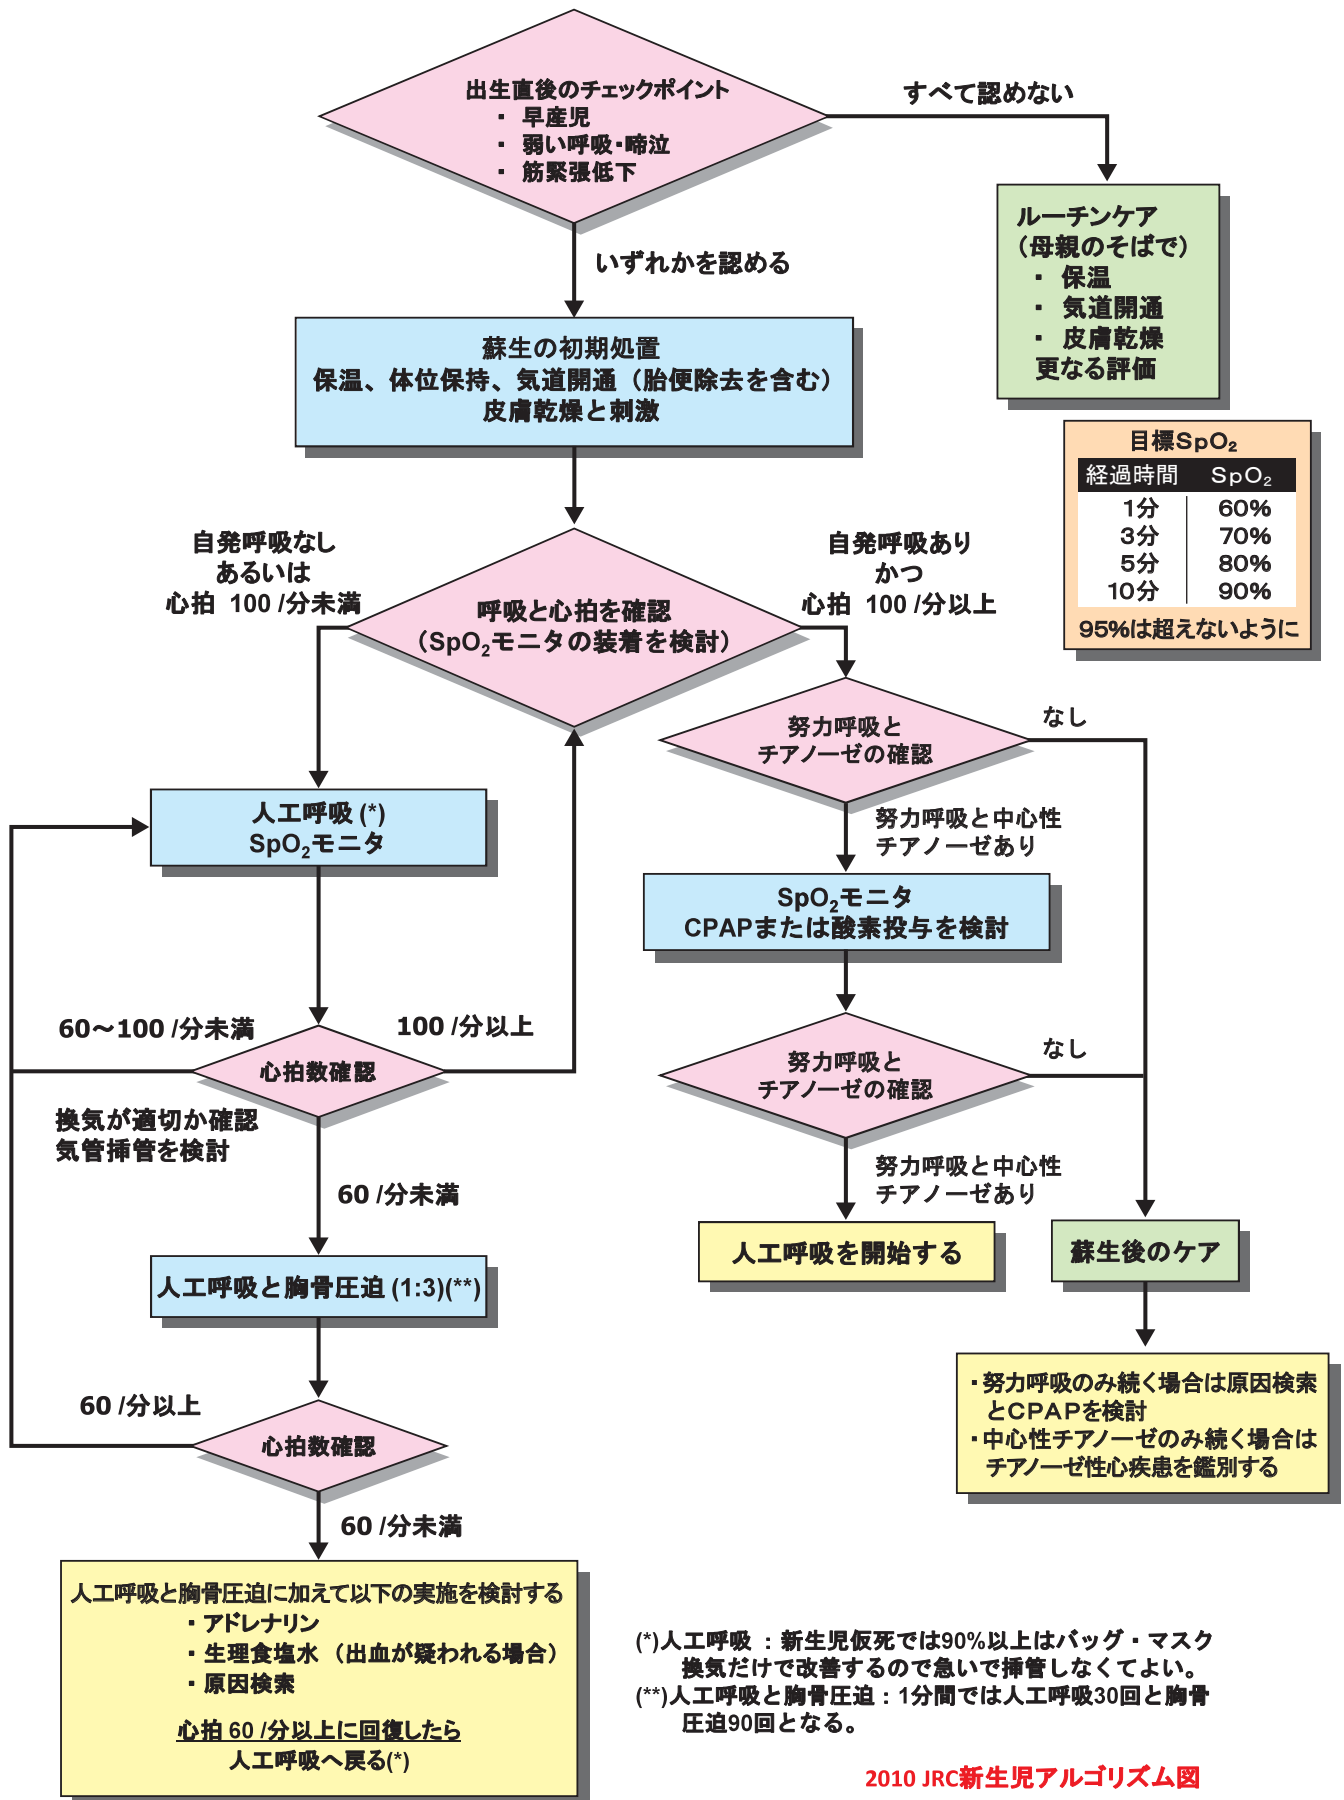 出生直後のチェックポイント
・ 早産児
・ 弱い呼吸・啼泣
・ 筋緊張低下
すべて認めない
ルーチンケア
（母親のそばで）
・ 保温
・ 気道開通
・ 皮膚乾燥
更なる評価
いずれかを認める
蘇生の初期処置
保温、体位保持、気道開通（胎便除去を含む）
皮膚乾燥と刺激
目標SpO₂
経過時間 SpO₂
1分 60%
3分 70%
5分 80%
10分 90%
95%は超えないように
自発呼吸なし
あるいは
心拍 100 /分未満
呼吸と心拍を確認
（SpO₂モニタの装着を検討）
自発呼吸あり
かつ
心拍 100 /分以上
努力呼吸と
チアノーゼの確認
なし
努力呼吸と中心性
チアノーゼあり
人工呼吸 (*)
SpO₂モニタ
SpO₂モニタ
CPAPまたは酸素投与を検討
60～100 /分未満
100 /分以上
心拍数確認
換気が適切か確認
気管挿管を検討
努力呼吸と
チアノーゼの確認
なし
努力呼吸と中心性
チアノーゼあり
60 /分未満
人工呼吸を開始する
蘇生後のケア
人工呼吸と胸骨圧迫 (1:3)(**)
・努力呼吸のみ続く場合は原因検索
とCPAPを検討
・中心性チアノーゼのみ続く場合は
チアノーゼ性心疾患を鑑別する
60 /分以上
心拍数確認
60 /分未満
人工呼吸と胸骨圧迫に加えて以下の実施を検討する
・アドレナリン
・生理食塩水 （出血が疑われる場合）
・原因検索
心拍 60 /分以上に回復したら
人工呼吸へ戻る(*)
(*)人工呼吸 : 新生児仮死では90%以上はバッグ・マスク
換気だけで改善するので急いで挿管しなくてよい。
(**)人工呼吸と胸骨圧迫 : 1分間では人工呼吸30回と胸骨
圧迫90回となる。
2010 JRC新生児アルゴリズム図